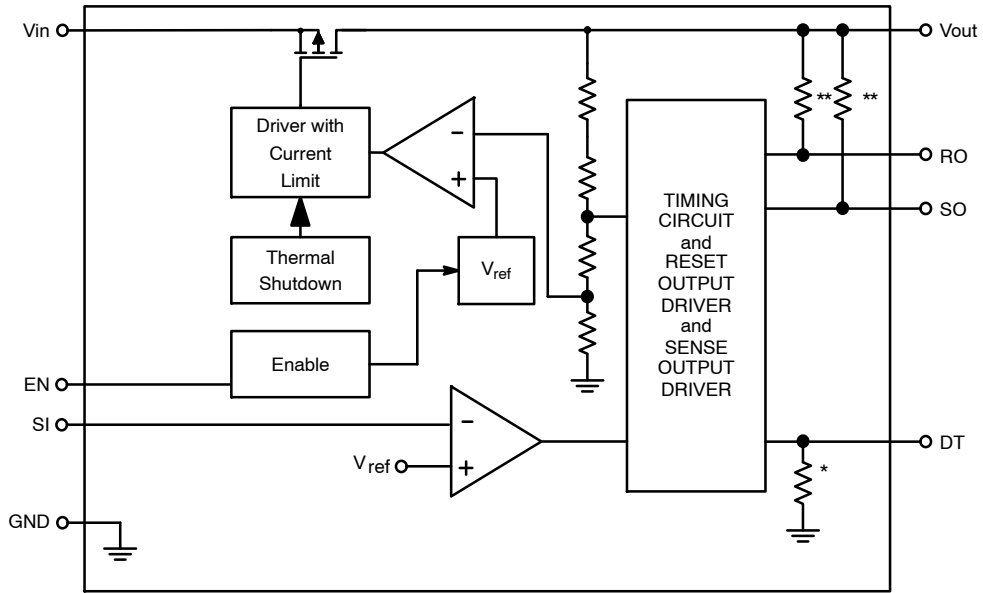 Vin
Vout
**
**
Driver with
Current
Limit
−
+
RO
SO
TIMING
CIRCUIT
and
RESET
OUTPUT
DRIVER
and
SENSE
OUTPUT
DRIVER
Thermal
Shutdown
Vref
Enable
EN
SI
−
Vref
+
DT
*
GND